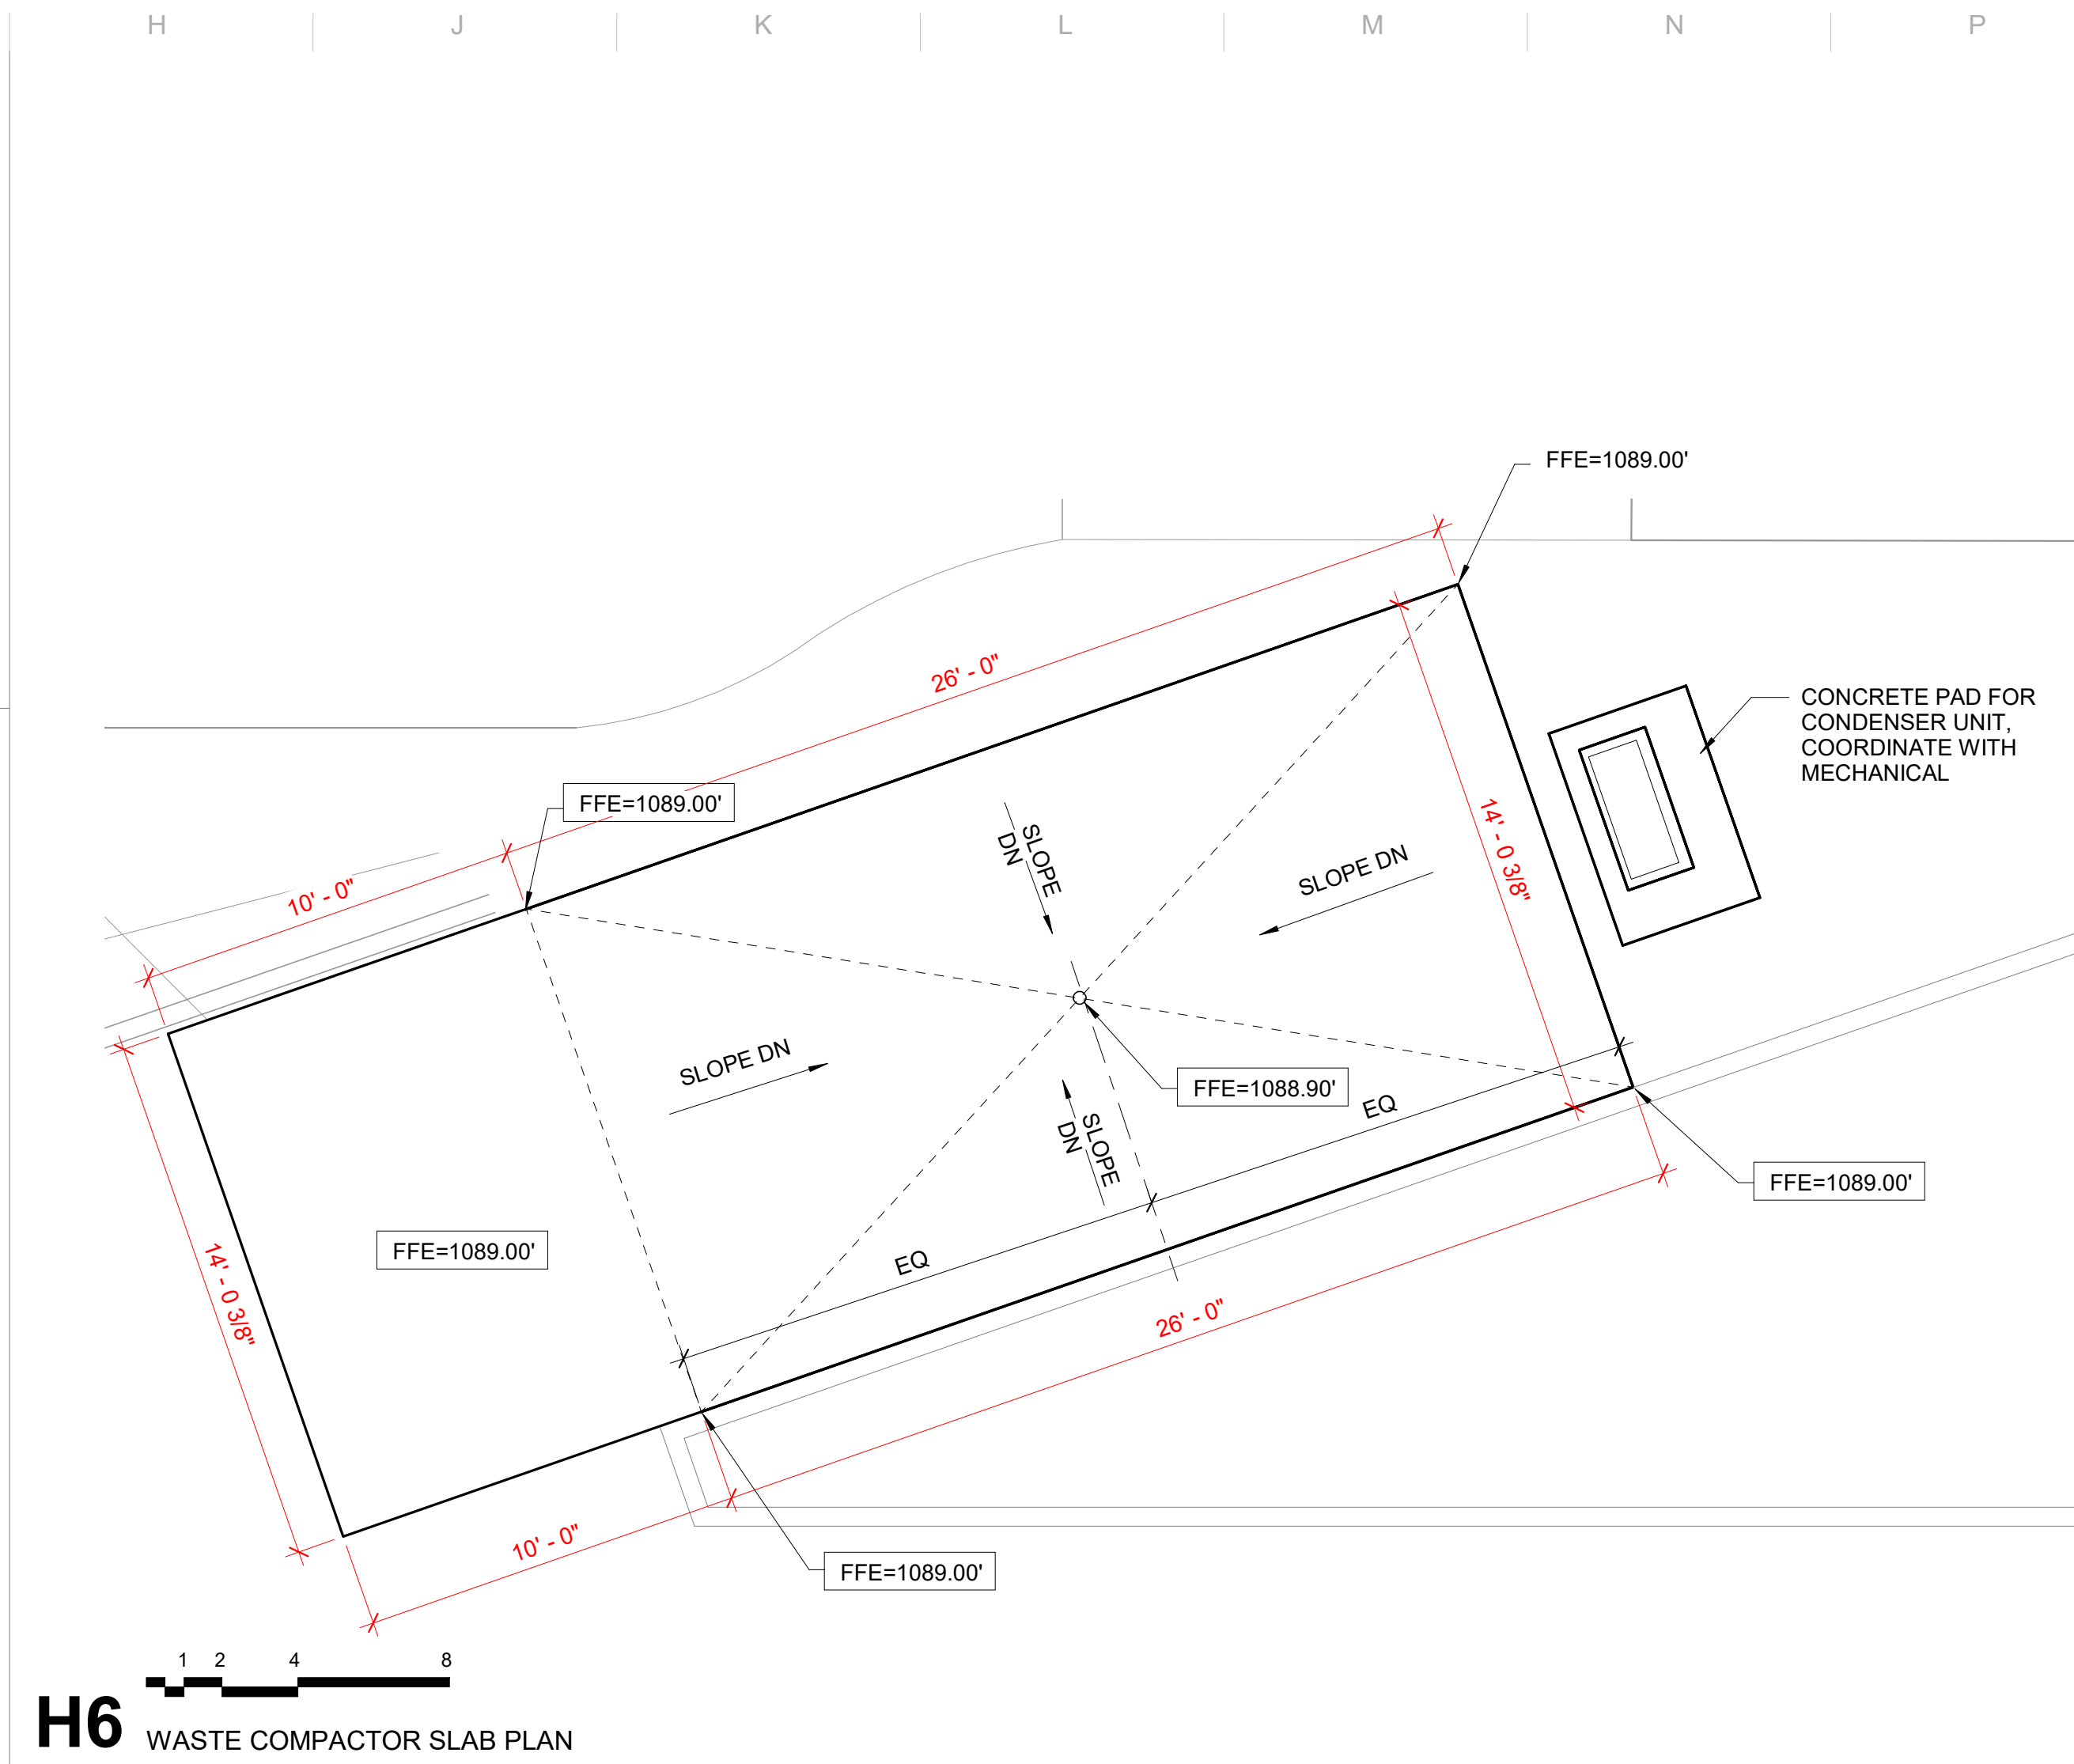 H J K L M N P
FFE=1089.00'
26' - 0"
CONCRETE PAD FOR
CONDENSER UNIT,
COORDINATE WITH
MECHANICAL
FFE=1089.00'
14' - 0 3/8"
SLOPE
DN
SLOPE DN
10' - 0"
SLOPE DN
FFE=1088.90'
EQ
SLOPE
DN
FFE=1089.00'
FFE=1089.00'
14' - 0 3/8"
EQ
26' - 0"
10' - 0"
FFE=1089.00'
1 2 4 8
H6
WASTE COMPACTOR SLAB PLAN